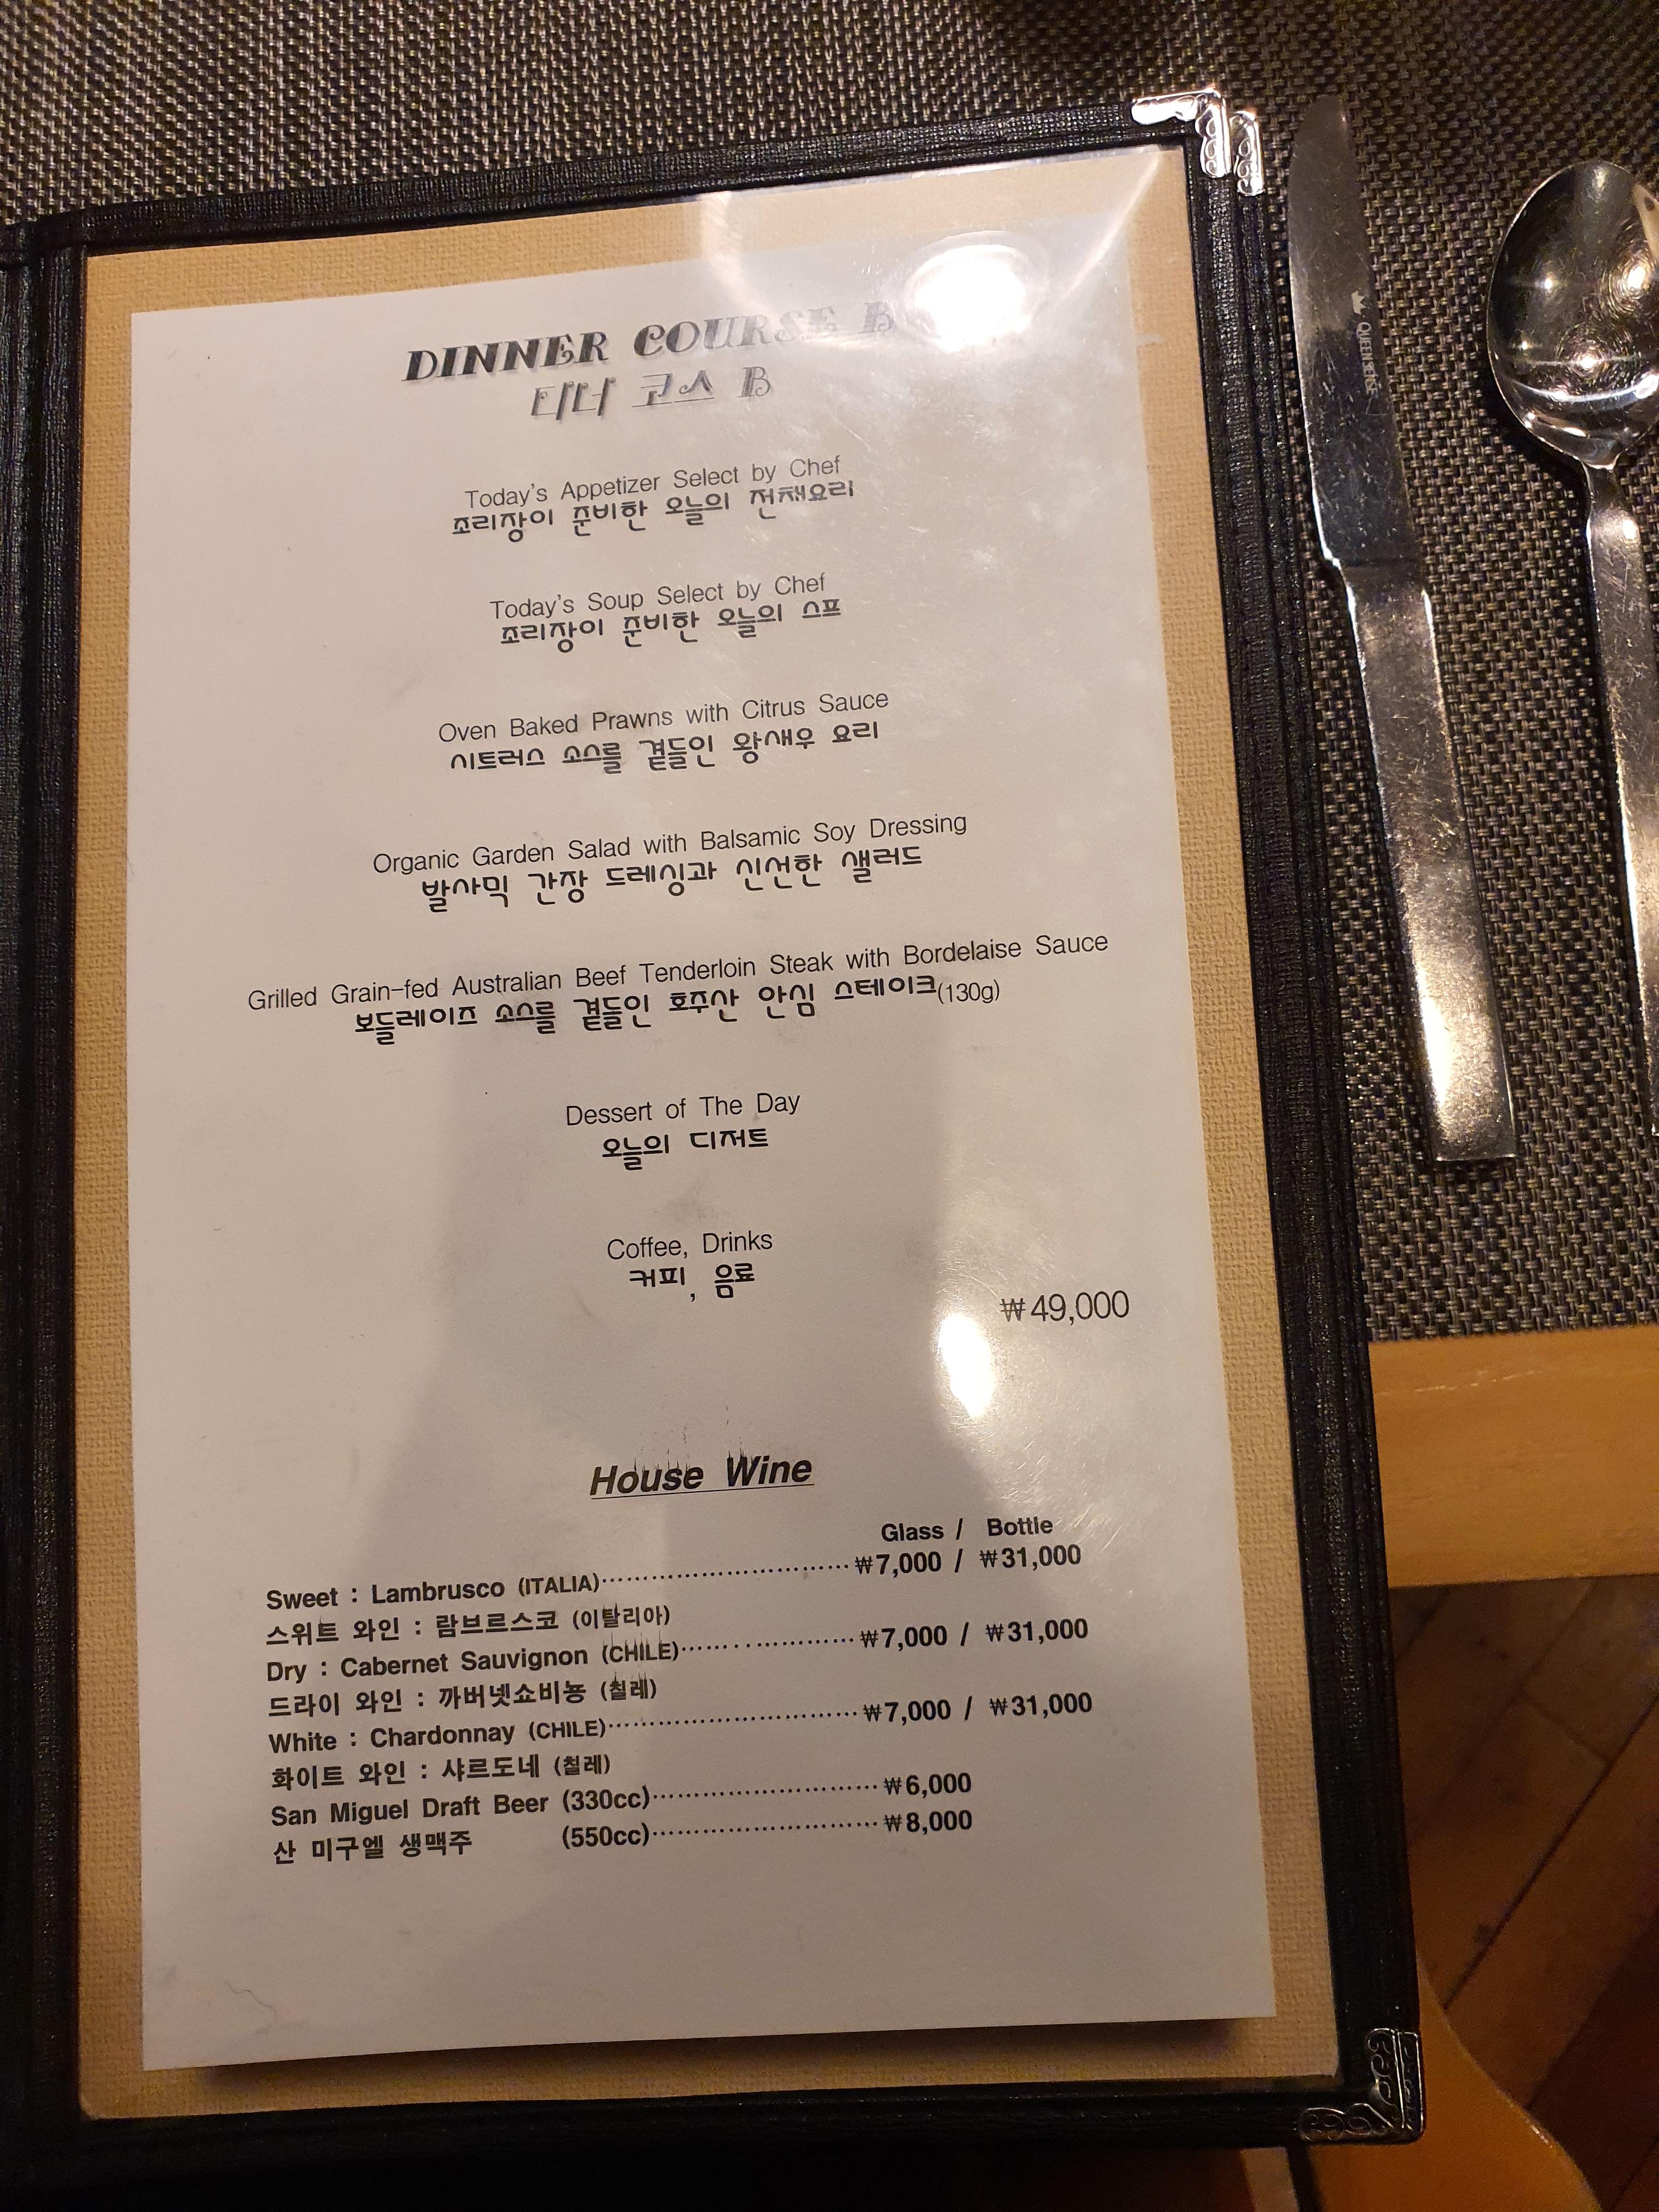 DINNER COURSE B
디너 코스 B
Today's Appetizer Select by Chef
조리장이 준비한 오늘의 전채요리
Today's Soup Select by Chef
조리장이 준비한 오늘의 스프
Oven Baked Prawns with Citrus Sauce
시트러스 소스를 곁들인 왕새우 요리
Organic Garden Salad with Balsamic Soy Dressing
발사믹 간장 드레싱과 신선한 샐러드
Grilled Grain-fed Australian Beef Tenderloin Steak with Bordelaise Sauce
보들레이즈 소스를 곁들인 호주산 안심 스테이크(130g)
Dessert of The Day
오늘의 디저트
Coffee, Drinks
커피, 음료
₩49,000
House Wine
Glass / Bottle
Sweet : Lambrusco (ITALIA)⋯⋯⋯⋯⋯⋯⋯⋯⋯₩7,000 / ₩31,000
스위트 와인 : 람브르스코 (이탈리아)
Dry : Cabernet Sauvignon (CHILE)⋯⋯⋯⋯⋯⋯₩7,000 / ₩31,000
드라이 와인 : 까버넷쇼비뇽 (칠레)
White : Chardonnay (CHILE)⋯⋯⋯⋯⋯⋯⋯⋯⋯₩7,000 / ₩31,000
화이트 와인 : 샤르도네 (칠레)
San Miguel Draft Beer (330cc)⋯⋯⋯⋯⋯⋯⋯⋯₩6,000
산 미구엘 생맥주 (550cc)⋯⋯⋯⋯⋯⋯⋯⋯₩8,000